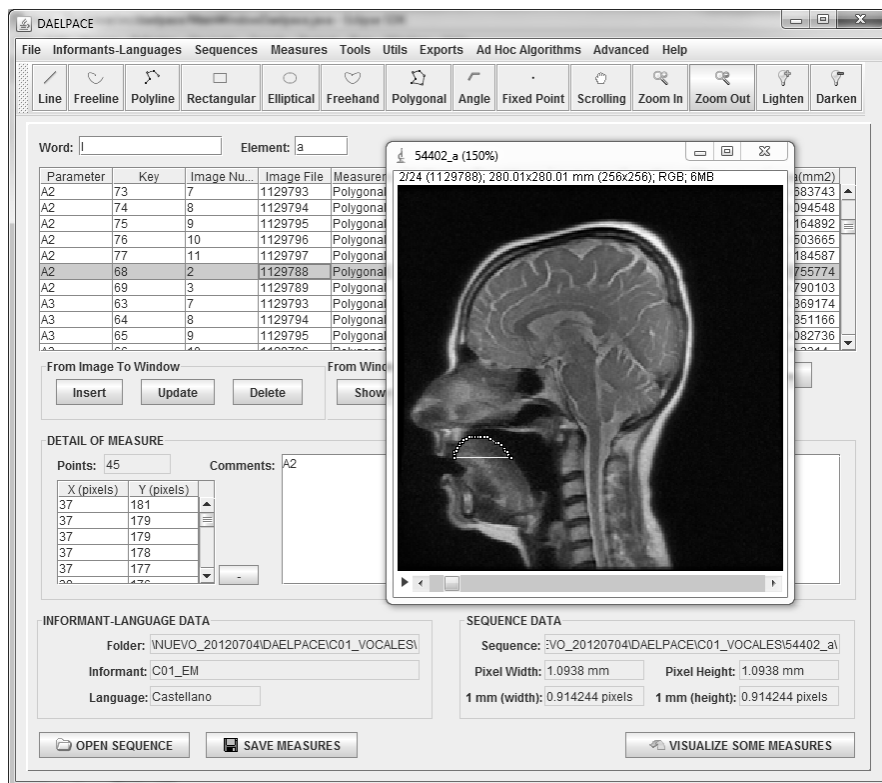 DAELPACE
File Informants-Languages Sequences Measures Tools Utils Exports Ad Hoc Algorithms Advanced Help
Line Freeline Polyline Rectangular Elliptical Freehand Polygonal Angle Fixed Point Scrolling Zoom In Zoom Out Lighten Darken
Word: l Element: a
54402_a (150%)
2/24 (1129788); 280.01x280.01 mm (256x256); RGB; 6MB
Parameter Key Image Nu... Image File Measurem a(mm2)
A2 73 7 1129793 Polygonal 683743
A2 74 8 1129794 Polygonal 094548
A2 75 9 1129795 Polygonal 164892
A2 76 10 1129796 Polygonal 503665
A2 77 11 1129797 Polygonal 184587
A2 68 2 1129788 Polygonal 755774
A2 69 3 1129789 Polygonal 790103
A3 63 7 1129793 Polygonal 369174
A3 64 8 1129794 Polygonal 351166
A3 65 9 1129795 Polygonal 082736
From Image To Window From Wind
Insert Update Delete Show
DETAIL OF MEASURE
Points: 45 Comments: A2
X (pixels) Y (pixels)
37 181
37 179
37 179
37 178
37 177
-
INFORMANT-LANGUAGE DATA
Folder: \NUEVO_20120704\DAELPACE\C01_VOCALES\
Informant: C01_EM
Language: Castellano
SEQUENCE DATA
Sequence: EVO_20120704\DAELPACE\C01_VOCALES\54402_a\
Pixel Width: 1.0938 mm Pixel Height: 1.0938 mm
1 mm (width): 0.914244 pixels 1 mm (height): 0.914244 pixels
OPEN SEQUENCE SAVE MEASURES VISUALIZE SOME MEASURES